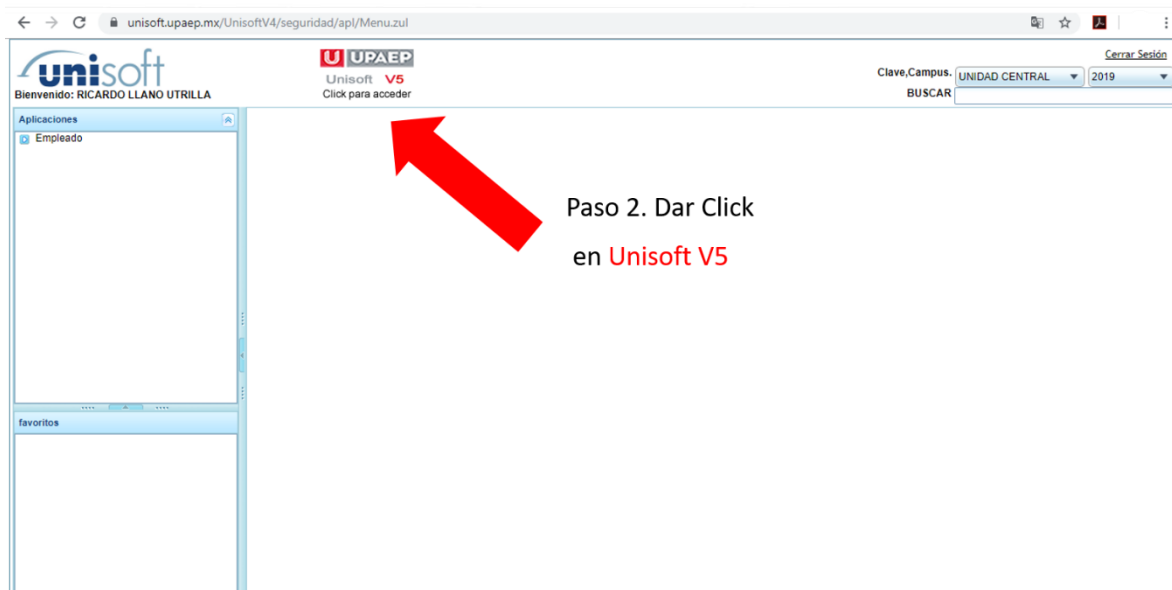 unisoft.upaep.mx/UnisoftV4/seguridad/apl/Menu.zul
unisoft
Bienvenido: RICARDO LLANO UTRILLA
U UPAEP
Unisoft V5
Click para acceder
Cerrar Sesión
Clave,Campus. UNIDAD CENTRAL 2019
BUSCAR
Aplicaciones
Empleado
Paso 2. Dar Click
en Unisoft V5
favoritos